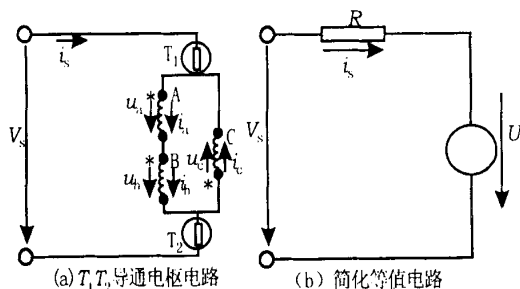 i_s
T_1
V_s
*
A
u_a
i_a
*
B
u_b
i_b
C
u_c
i_c
*
T_2
(a) T_1T_2导通电枢电路
R
i_s
V_s
U
(b) 简化等值电路